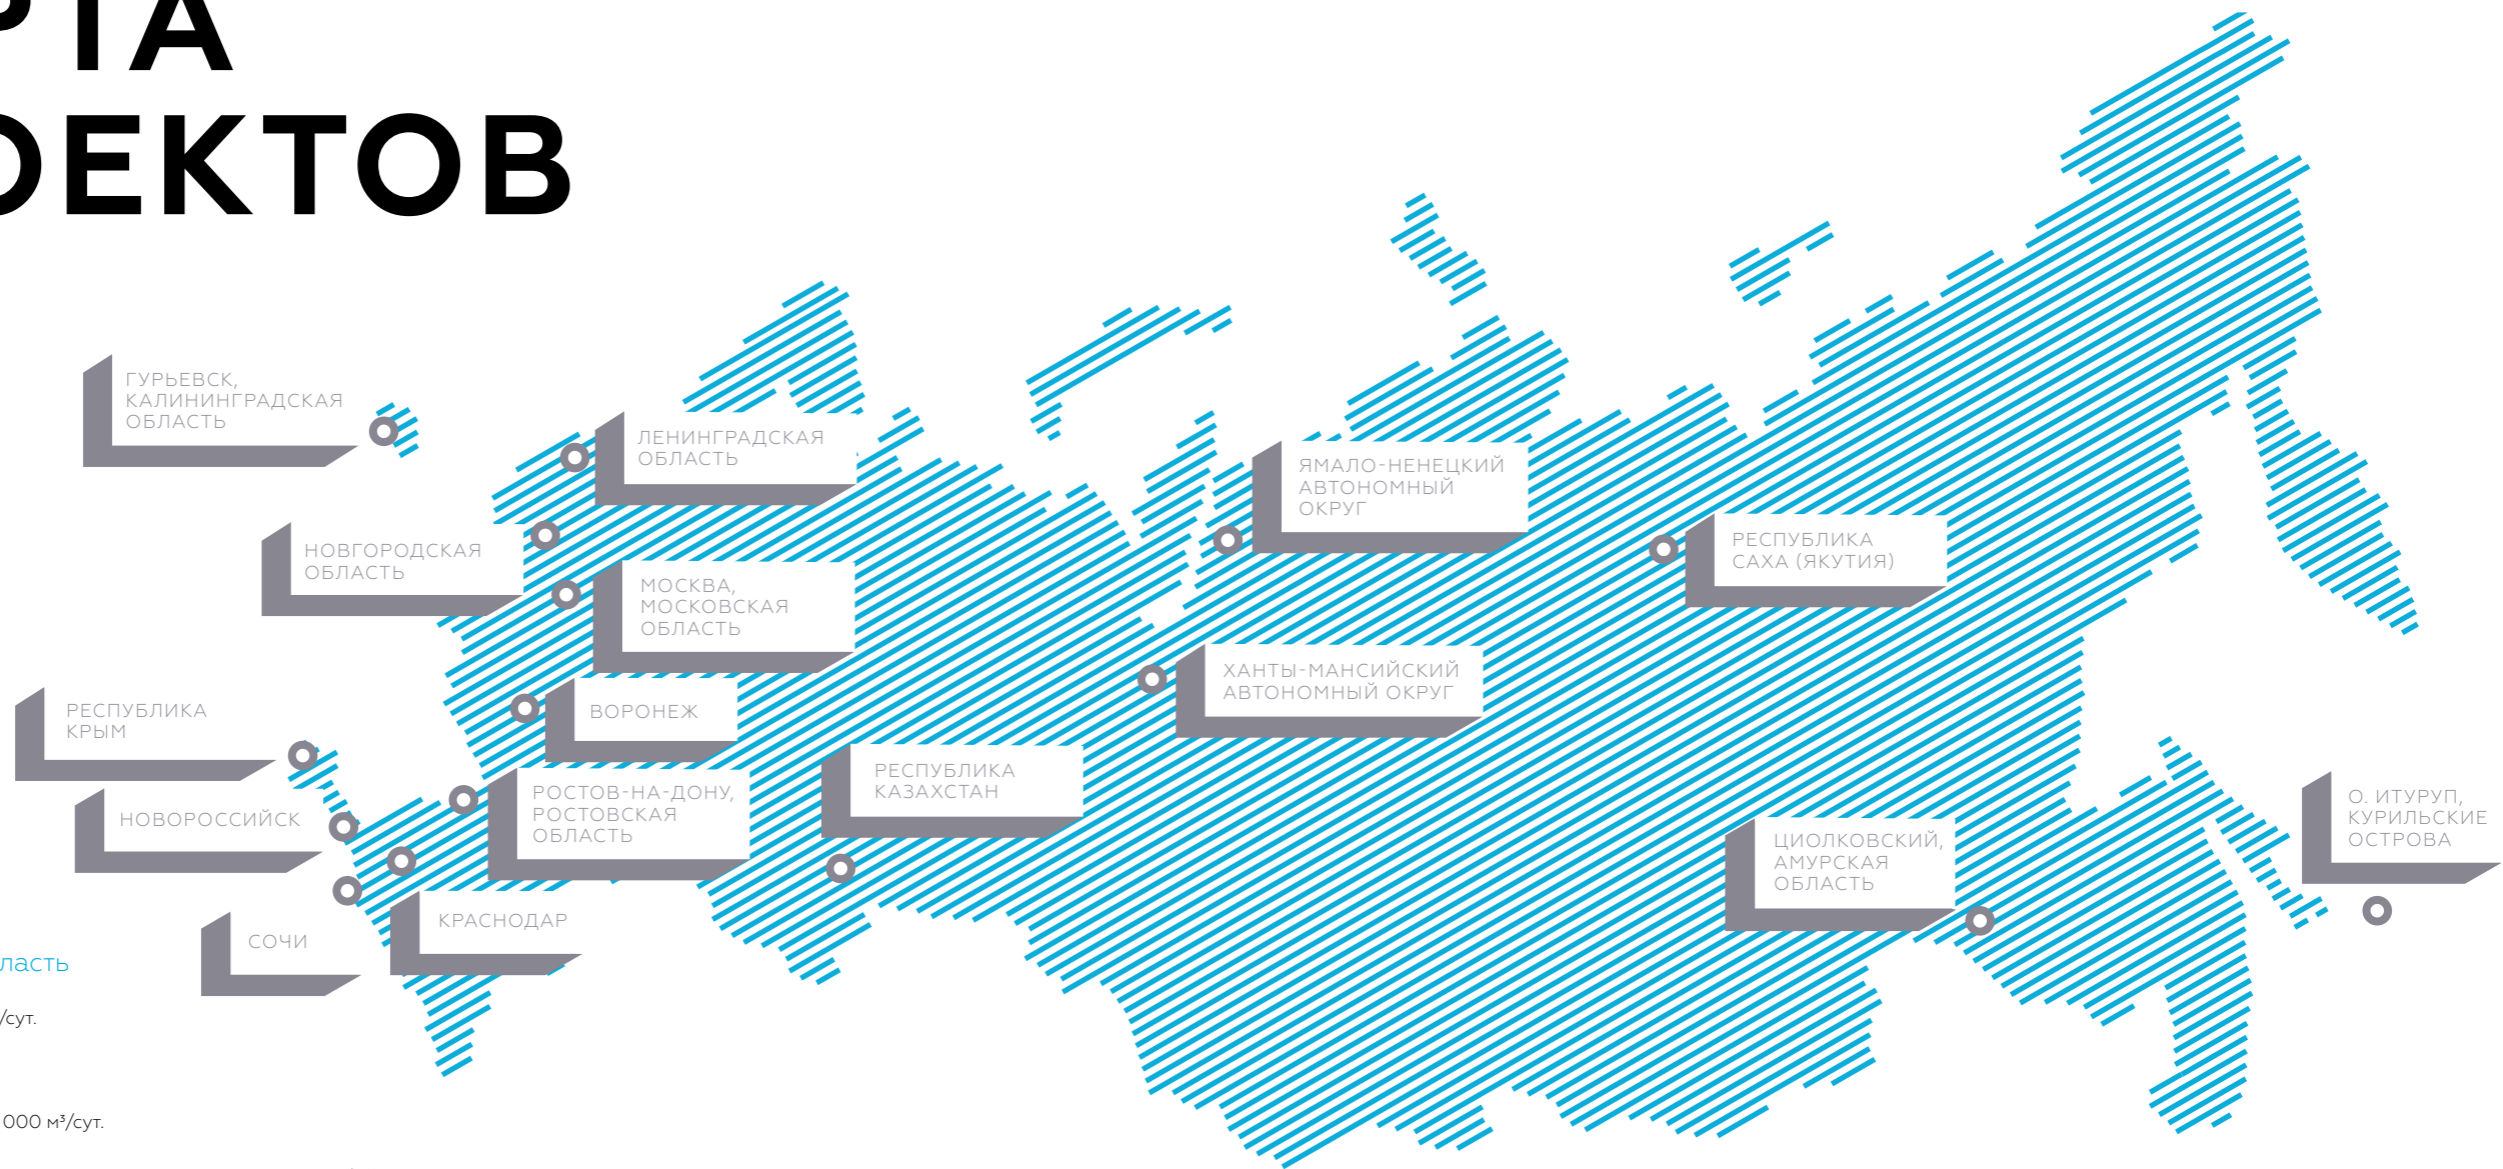 РТА
ОЕКТОВ
ГУРЬЕВСК,
КАЛИНИНГРАДСКАЯ
ОБЛАСТЬ
ЛЕНИНГРАДСКАЯ
ОБЛАСТЬ
ЯМАЛО-НЕНЕЦКИЙ
АВТОНОМНЫЙ
ОКРУГ
НОВГОРОДСКАЯ
ОБЛАСТЬ
РЕСПУБЛИКА
САХА (ЯКУТИЯ)
МОСКВА,
МОСКОВСКАЯ
ОБЛАСТЬ
ХАНТЫ-МАНСИЙСКИЙ
АВТОНОМНЫЙ ОКРУГ
РЕСПУБЛИКА
КРЫМ
ВОРОНЕЖ
РЕСПУБЛИКА
КАЗАХСТАН
НОВОРОССИЙСК
РОСТОВ-НА-ДОНУ,
РОСТОВСКАЯ
ОБЛАСТЬ
О. ИТУРУП,
КУРИЛЬСКИЕ
ОСТРОВА
ЦИОЛКОВСКИЙ,
АМУРСКАЯ
ОБЛАСТЬ
КРАСНОДАР
СОЧИ
ласть
/сут.
000 м³/сут.